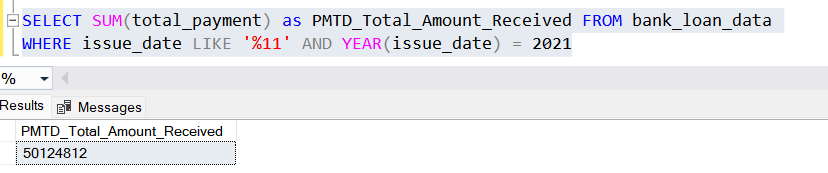 SELECT SUM(total_payment) as PMTD_Total_Amount_Received FROM bank_loan_data
WHERE issue_date LIKE '%11' AND YEAR(issue_date) = 2021
%
Results Messages
PMTD_Total_Amount_Received
50124812